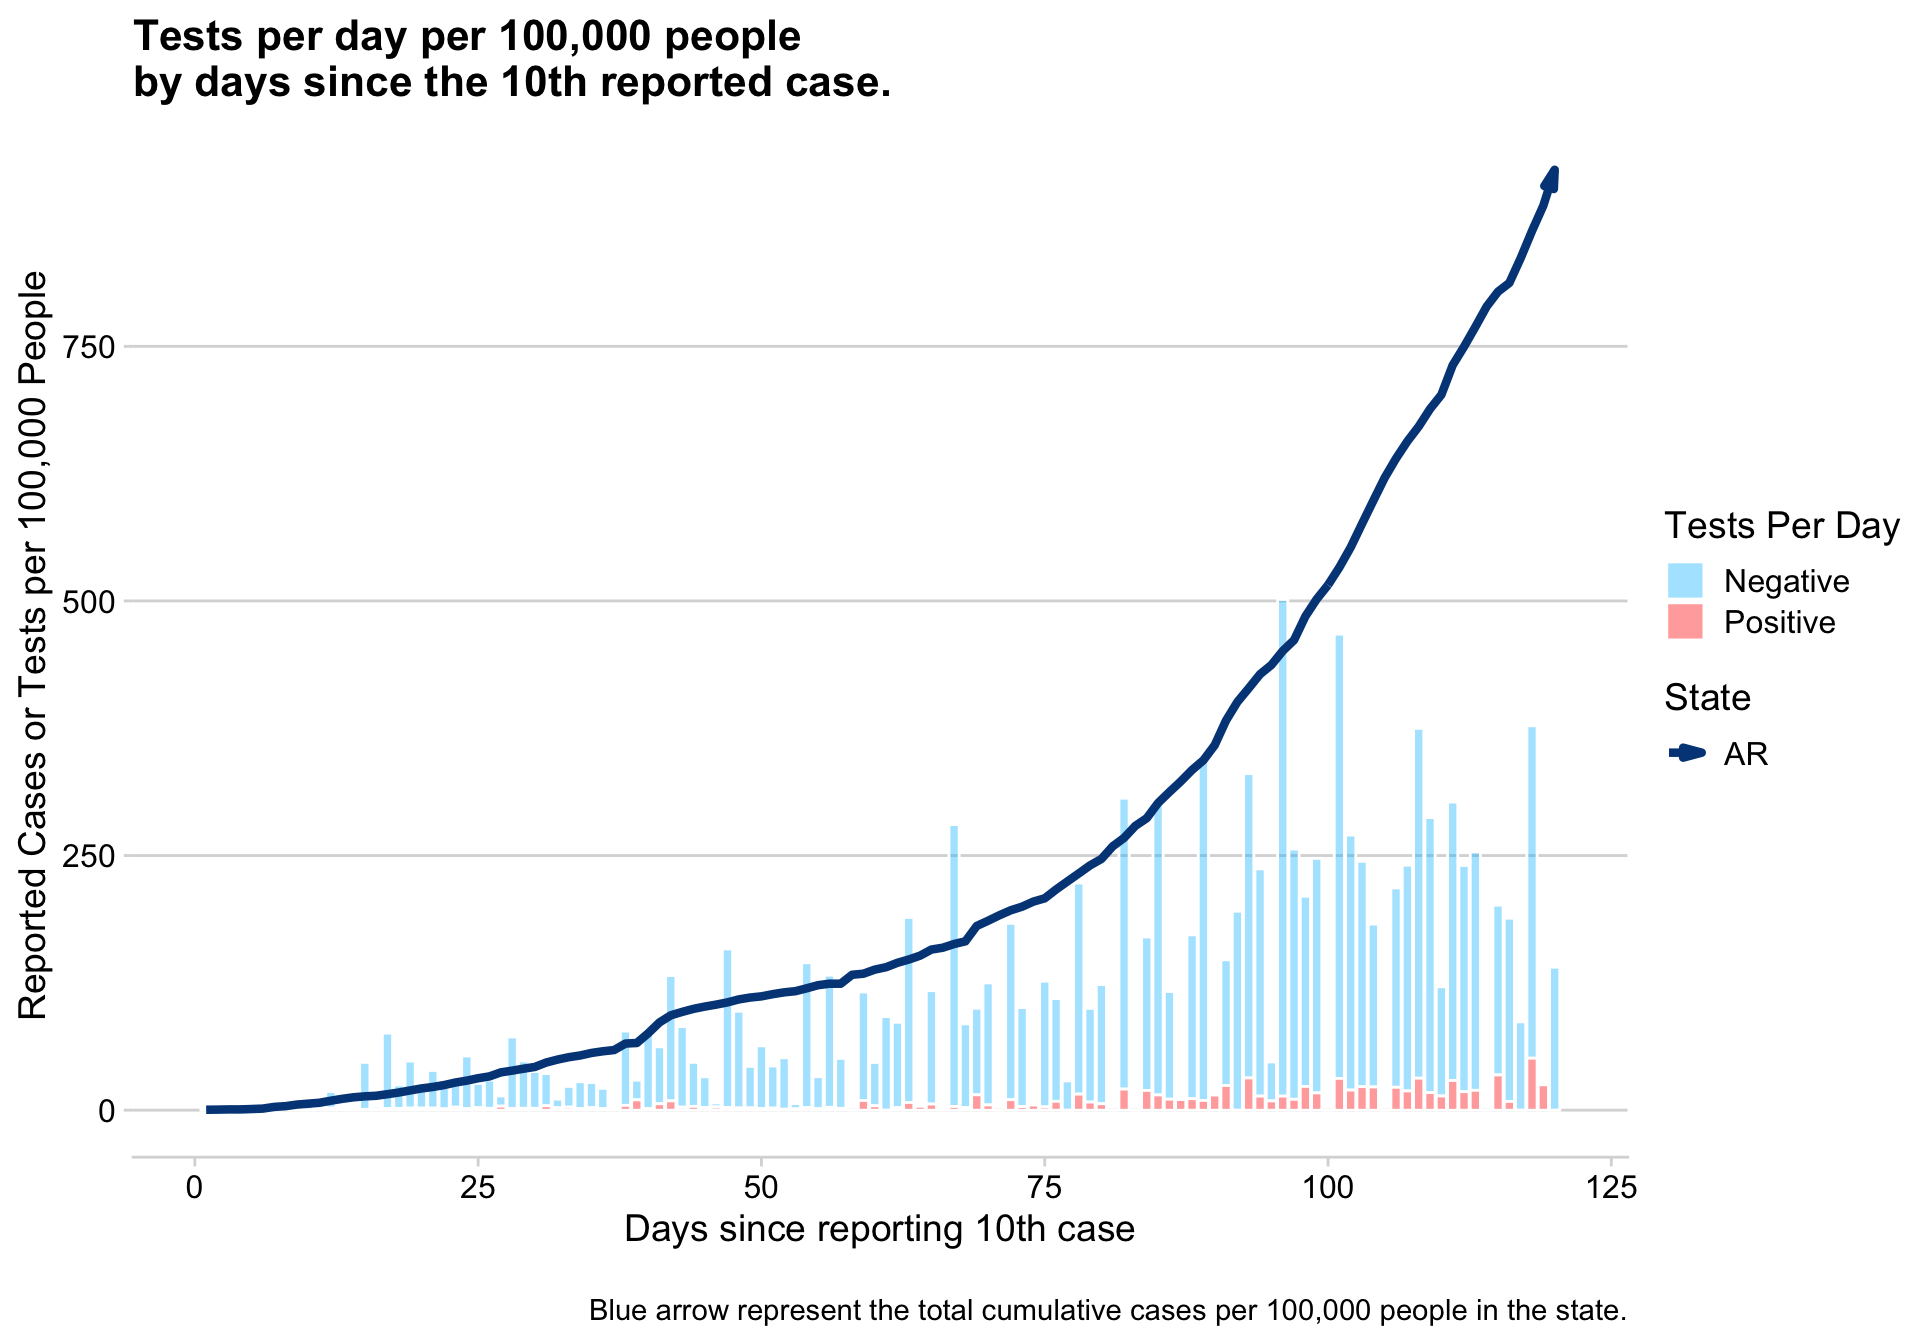 Tests per day per 100,000 people
by days since the 10th reported case.
Reported Cases or Tests per 100,000 People
750
500
250
0
0
25
50
75
100
125
Days since reporting 10th case
Tests Per Day
Negative
Positive
State
AR
Blue arrow represent the total cumulative cases per 100,000 people in the state.